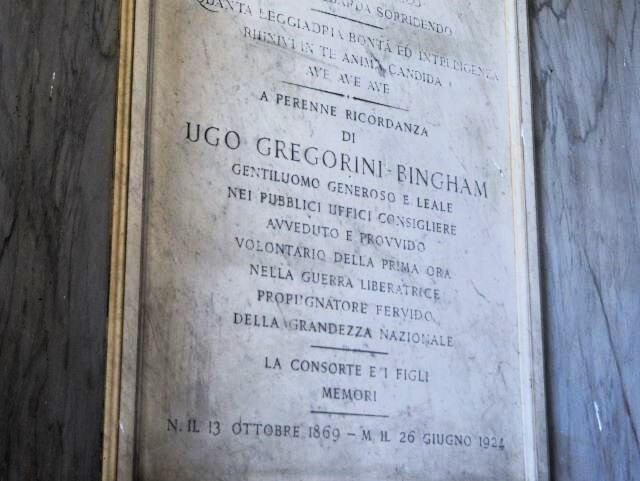 SORRIDENDO
QUANTA LEGGIADRIA BONTÀ ED INTELLIGENZA
RIUNIVI IN TE ANIMA CANDIDA
AVE AVE AVE
A PERENNE RICORDANZA
DI
UGO GREGORINI-BINGHAM
GENTILUOMO GENEROSO E LEALE
NEI PUBBLICI UFFICI CONSIGLIERE
AVVEDUTO E PROVVIDO
VOLONTARIO DELLA PRIMA ORA
NELLA GUERRA LIBERATRICE
PROPUGNATORE FERVIDO
DELLA GRANDEZZA NAZIONALE
LA CONSORTE E I FIGLI
MEMORI
N. IL 13 OTTOBRE 1869 – M. IL 26 GIUGNO 1924